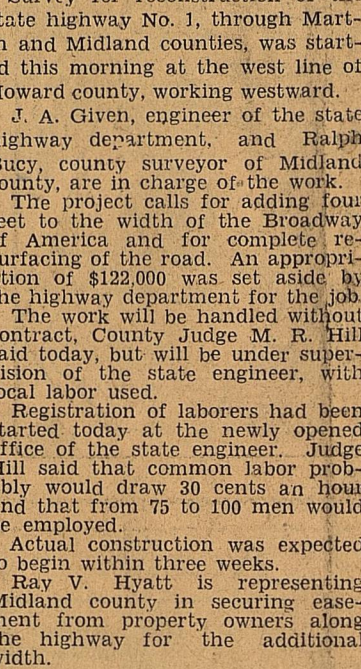 Survey for reconstruction of
tate highway No. 1, through Mart-
n and Midland counties, was start-
d this morning at the west line of
Howard county, working westward.
J. A. Given, engineer of the state
ighway department, and Ralph
Bucy, county surveyor of Midland
ounty, are in charge of the work.
The project calls for adding four
eet to the width of the Broadway
f America and for complete re-
urfacing of the road. An appropri-
tion of $122,000 was set aside by
he highway department for the job.
The work will be handled without
ontract, County Judge M. R. Hill
aid today, but will be under super-
ision of the state engineer, with
ocal labor used.
Registration of laborers had been
tarted today at the newly opened
ffice of the state engineer. Judge
Hill said that common labor prob-
bly would draw 30 cents an hour
nd that from 75 to 100 men would
e employed.
Actual construction was expected
o begin within three weeks.
Ray V. Hyatt is representing
Midland county in securing ease-
ment from property owners along
he highway for the additional
width.